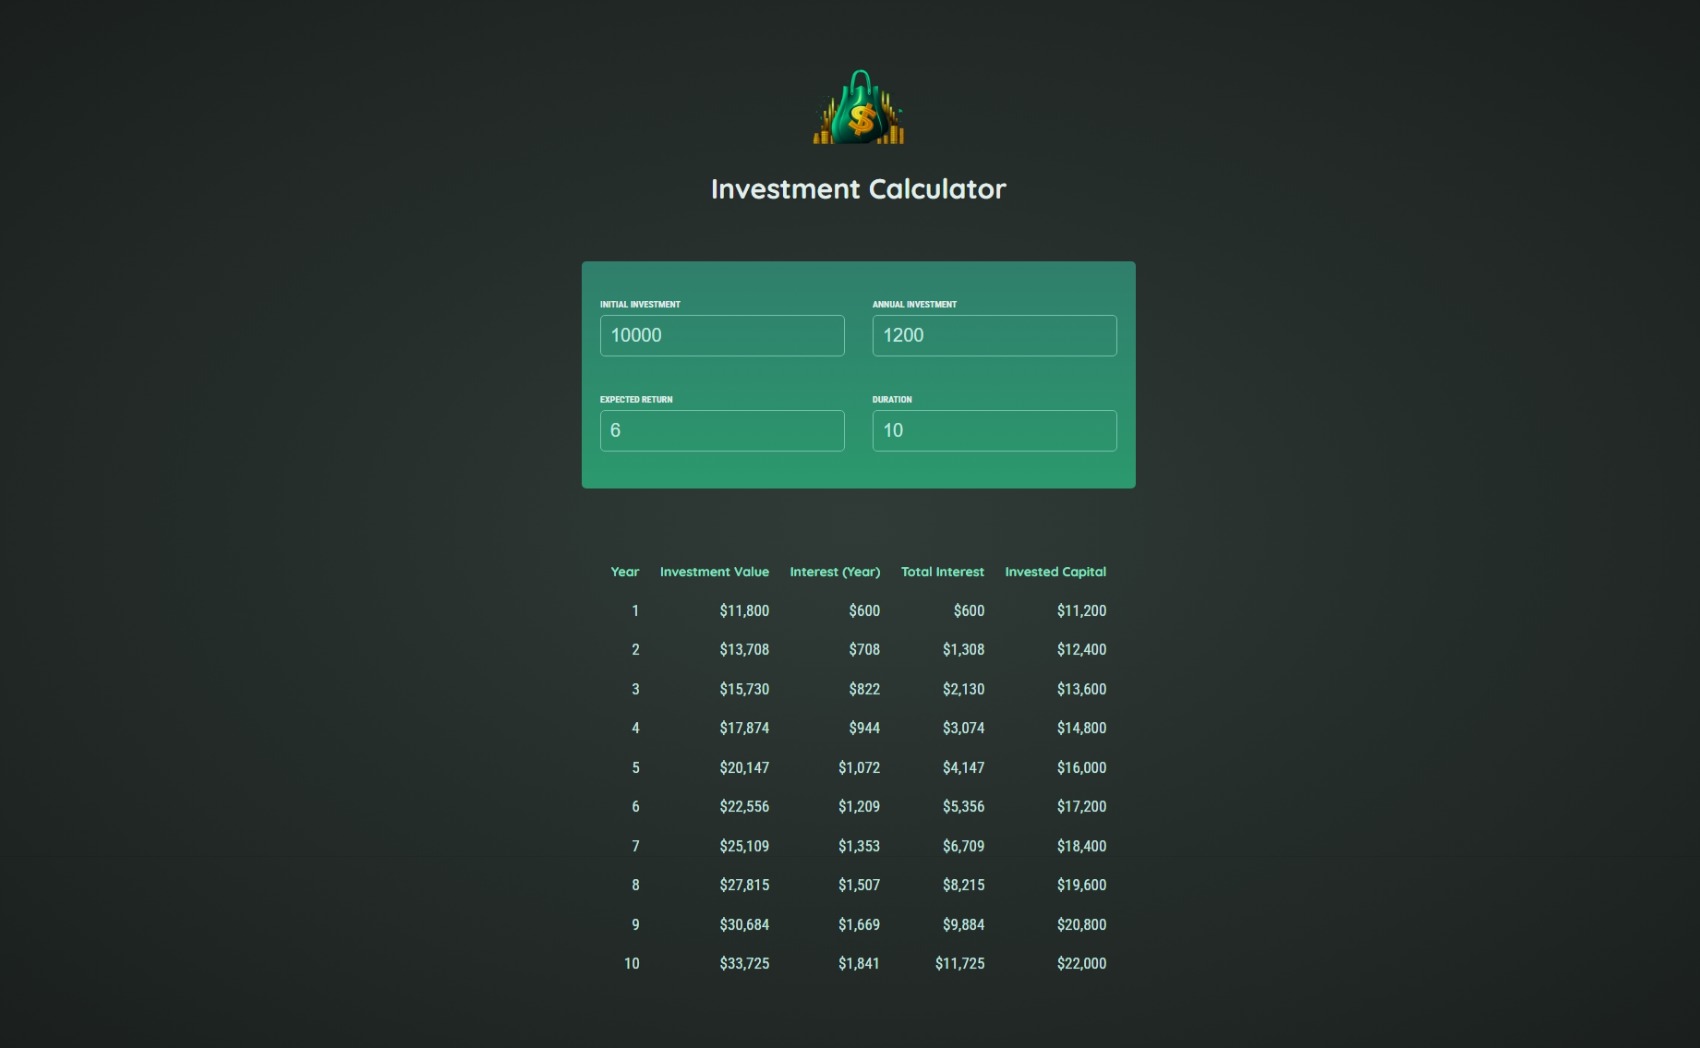 $
Investment Calculator
INITIAL INVESTMENT ANNUAL INVESTMENT
10000 1200
EXPECTED RETURN DURATION
6 10
Year Investment Value Interest (Year) Total Interest Invested Capital
1 $11,800 $600 $600 $11,200
2 $13,708 $708 $1,308 $12,400
3 $15,730 $822 $2,130 $13,600
4 $17,874 $944 $3,074 $14,800
5 $20,147 $1,072 $4,147 $16,000
6 $22,556 $1,209 $5,356 $17,200
7 $25,109 $1,353 $6,709 $18,400
8 $27,815 $1,507 $8,215 $19,600
9 $30,684 $1,669 $9,884 $20,800
10 $33,725 $1,841 $11,725 $22,000